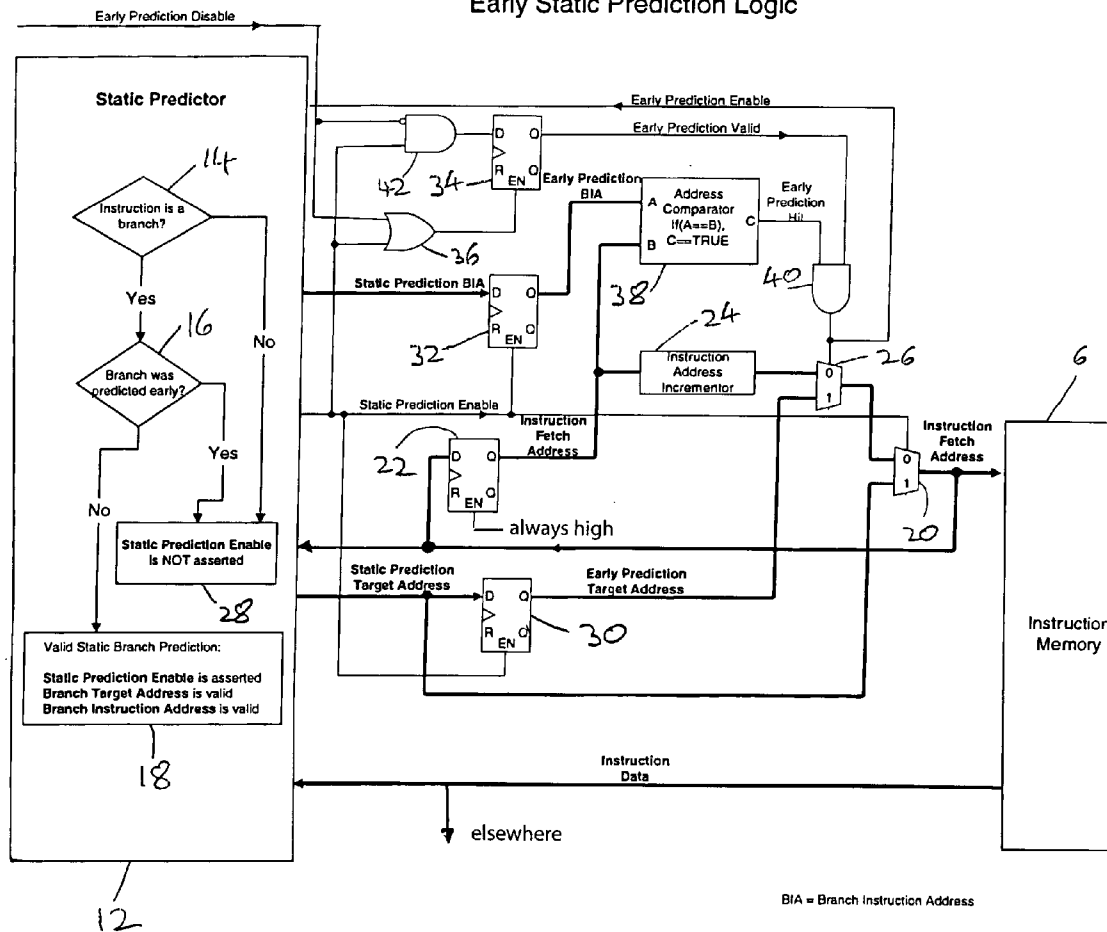 Early Static Prediction Logic
Early Prediction Disable
Static Predictor
14
Instruction is a
branch?
Yes
No
16
Branch was
predicted early?
Yes
No
Static Prediction Enable
is NOT asserted
28
Valid Static Branch Prediction:
Static Prediction Enable is asserted
Branch Target Address is valid
Branch Instruction Address is valid
18
12
Early Prediction Enable
Early Prediction Valid
42
D Q
R Q
EN
34
36
Early Prediction
BIA
A
B
Address
Comparator
If(A==B),
C==TRUE
C
38
Early
Prediction
Hit
40
Static Prediction BIA
D Q
R Q
EN
32
24
Instruction
Address
Incrementor
26
0
1
Static Prediction Enable
Instruction
Fetch
Address
22
D Q
R Q
EN
always high
Instruction
Fetch
Address
0
1
20
6
Instruction
Memory
Static Prediction
Target Address
D Q
R Q
EN
30
Early Prediction
Target Address
Instruction
Data
elsewhere
BIA = Branch Instruction Address